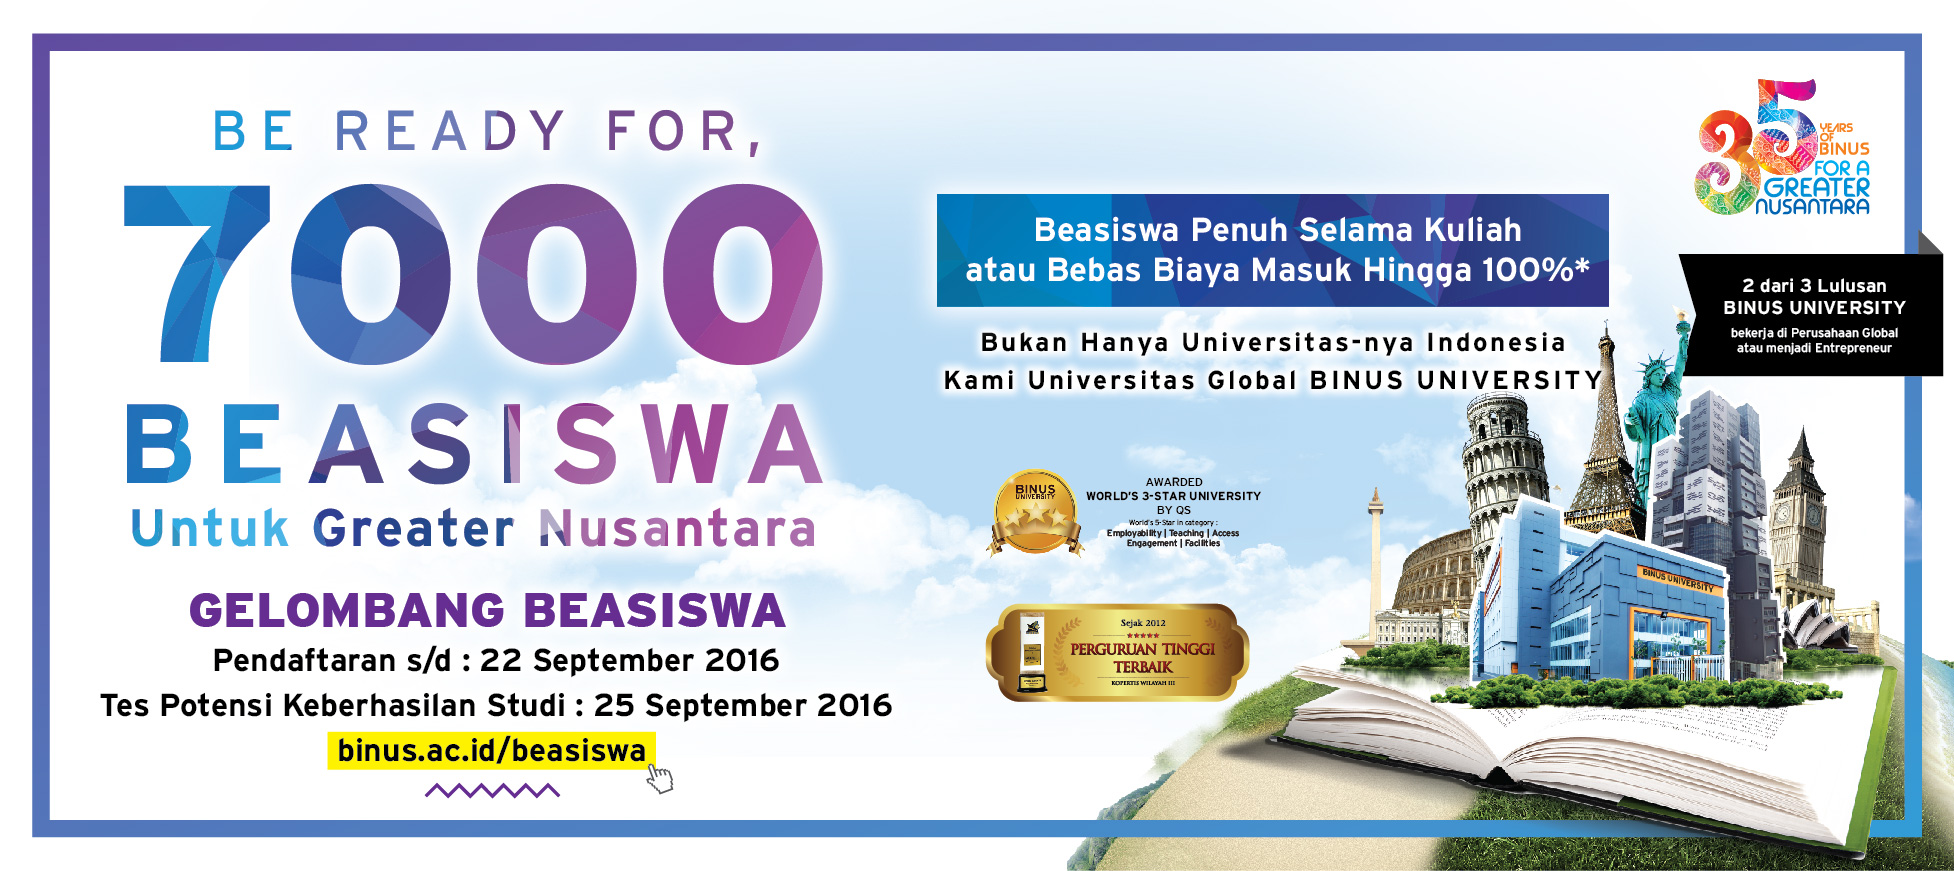 BE READY FOR,
7000
BEASISWA
Untuk Greater Nusantara
GELOMBANG BEASISWA
Pendaftaran s/d : 22 September 2016
Tes Potensi Keberhasilan Studi : 25 September 2016
binus.ac.id/beasiswa
Beasiswa Penuh Selama Kuliah
atau Bebas Biaya Masuk Hingga 100%*
Bukan Hanya Universitas-nya Indonesia
Kami Universitas Global BINUS UNIVERSITY
BINUS
UNIVERSITY
AWARDED
WORLD'S 3-STAR UNIVERSITY
BY QS
World's 5-Star in category :
Employability | Teaching | Access
Engagement | Facilities
Sejak 2012
PERGURUAN TINGGI
TERBAIK
KOPERTIS WILAYAH III
35
YEARS
OF
BINUS
FOR A
GREATER
NUSANTARA
2 dari 3 Lulusan
BINUS UNIVERSITY
bekerja di Perusahaan Global
atau menjadi Entrepreneur
BINUS UNIVERSITY